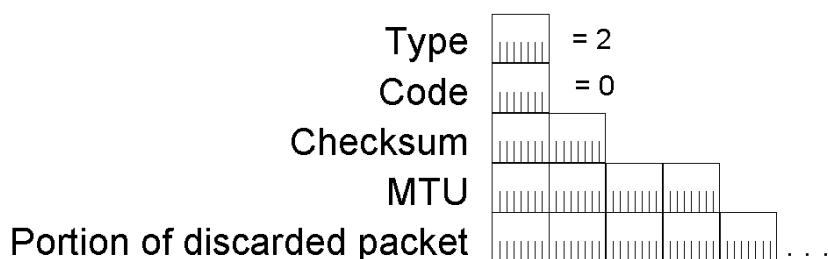 Type = 2
Code = 0
Checksum
MTU
Portion of discarded packet . . .